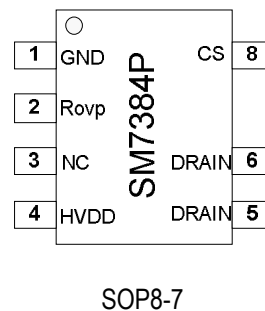 1 GND CS 8
2 Rovp
3 NC DRAIN 6
4 HVDD DRAIN 5
SM7384P
SOP8-7